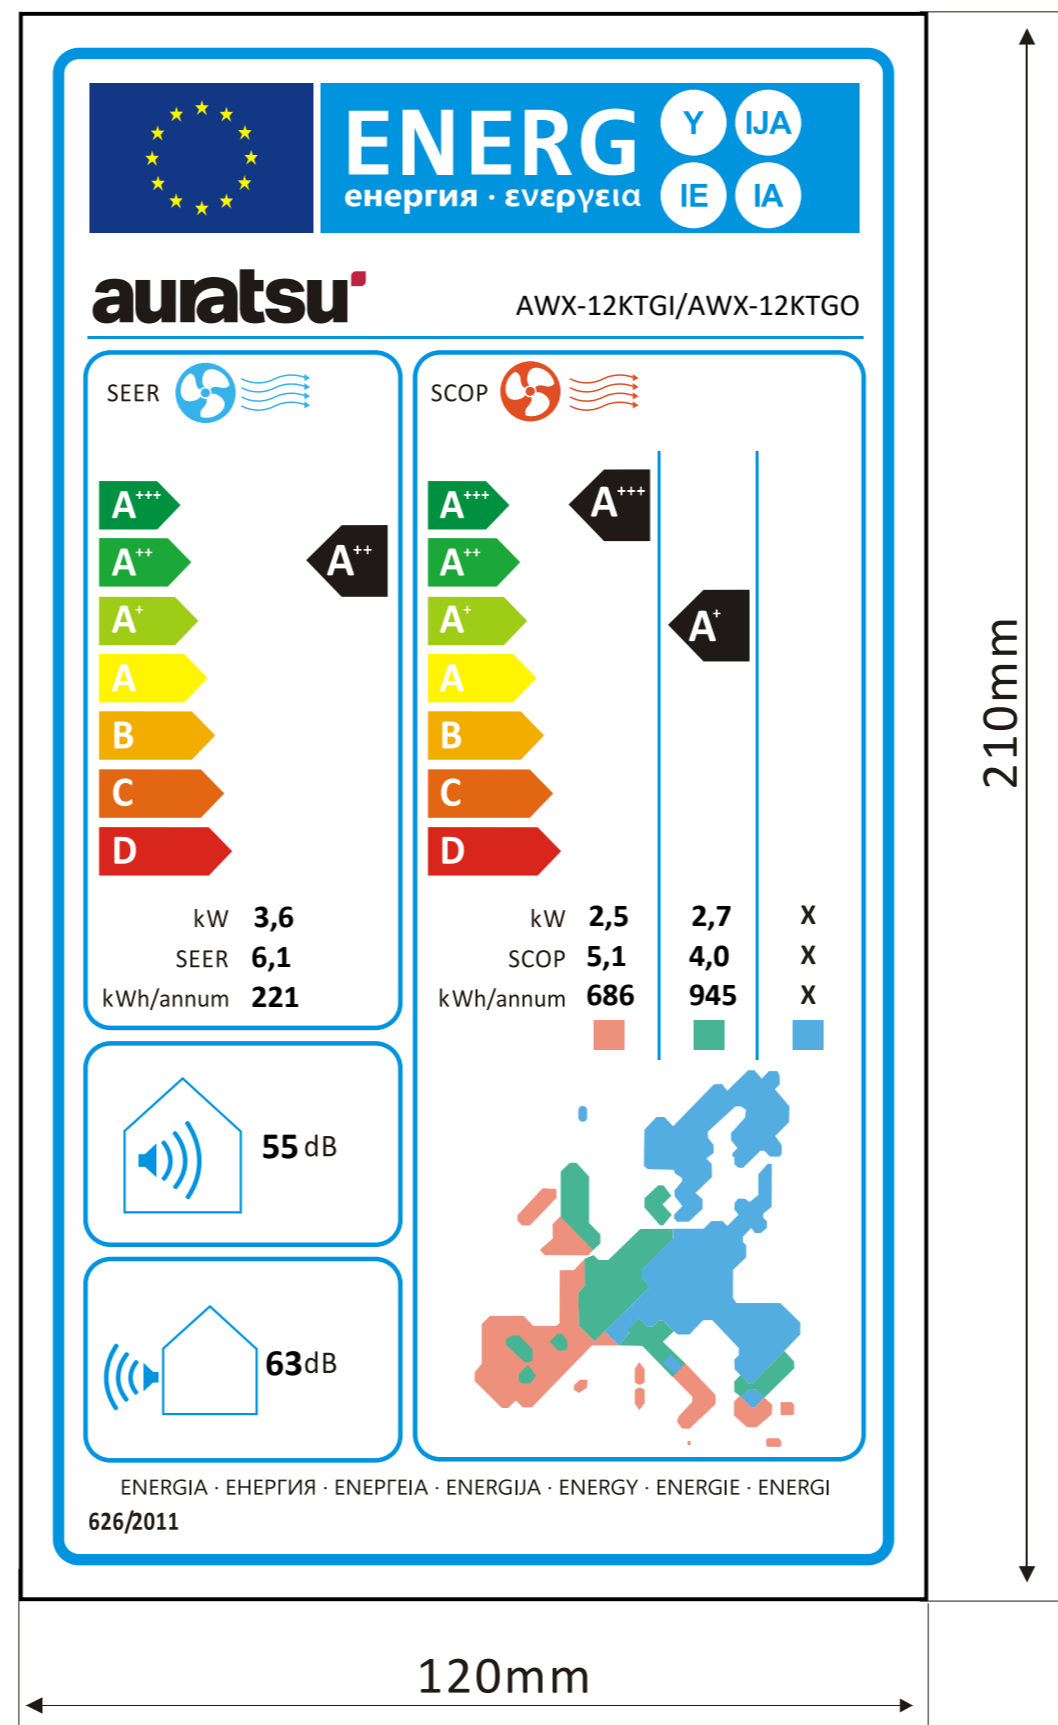 ENERG Y IJA
енергия · ενεργεια IE IA
auratsu
AWX-12KTGI/AWX-12KTGO
SEER
A+++
A++ A++
A+
A
B
C
D
kW 3,6
SEER 6,1
kWh/annum 221
SCOP
A+++ A+++
A++
A+ A+
A
B
C
D
kW 2,5 2,7 X
SCOP 5,1 4,0 X
kWh/annum 686 945 X
55 dB
63 dB
ENERGIA · ЕНЕРГИЯ · ΕΝΕΡΓΕΙΑ · ENERGIJA · ENERGY · ENERGIE · ENERGI
626/2011
210mm
120mm